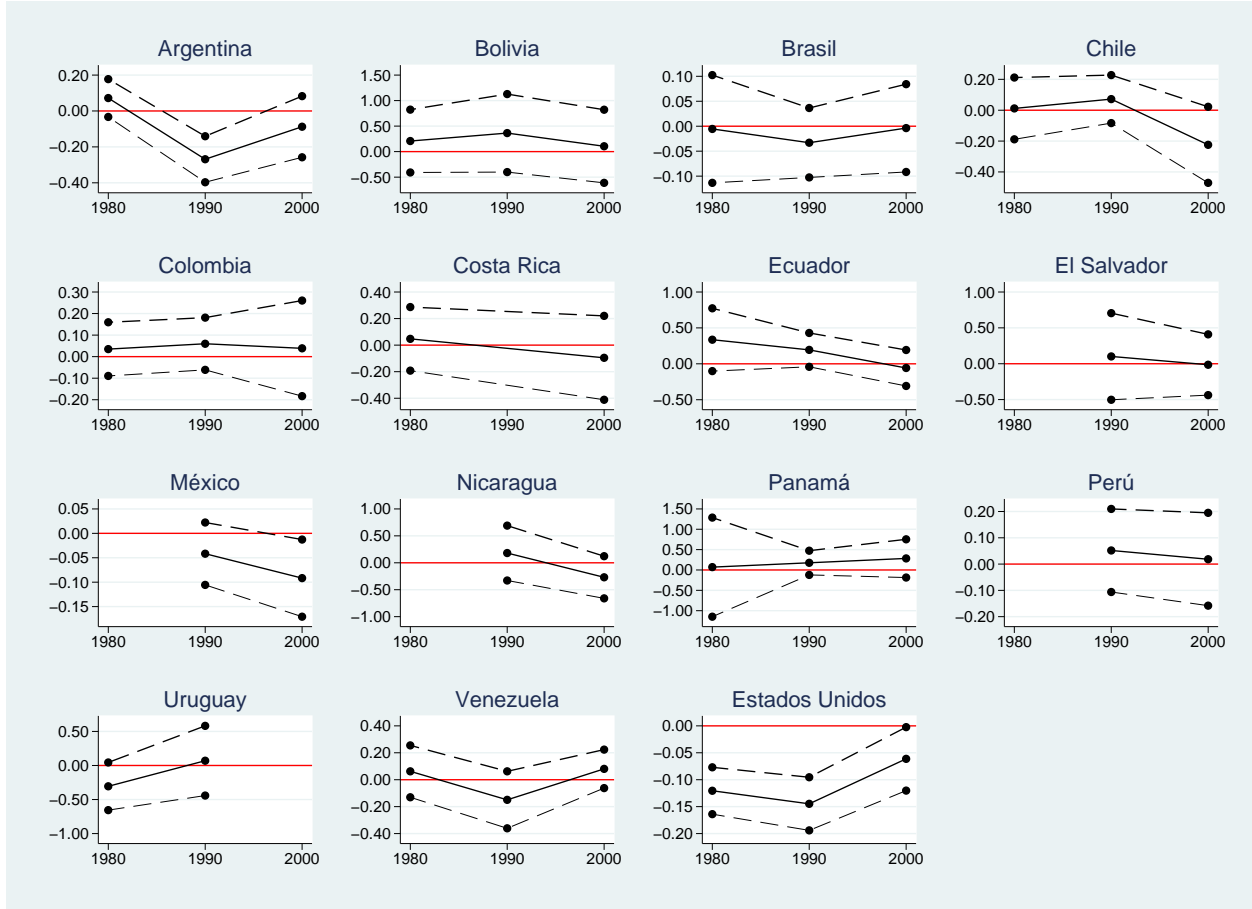 Argentina
0.20
0.00
−0.20
−0.40
1980 1990 2000
Bolivia
1.50
1.00
0.50
0.00
−0.50
1980 1990 2000
Brasil
0.10
0.05
0.00
−0.05
−0.10
1980 1990 2000
Chile
0.20
0.00
−0.20
−0.40
1980 1990 2000
Colombia
0.30
0.20
0.10
0.00
−0.10
−0.20
1980 1990 2000
Costa Rica
0.40
0.20
0.00
−0.20
−0.40
1980 1990 2000
Ecuador
1.00
0.50
0.00
−0.50
1980 1990 2000
El Salvador
1.00
0.50
0.00
−0.50
1980 1990 2000
México
0.05
0.00
−0.05
−0.10
−0.15
1980 1990 2000
Nicaragua
1.00
0.50
0.00
−0.50
−1.00
1980 1990 2000
Panamá
1.50
1.00
0.50
0.00
−0.50
−1.00
1980 1990 2000
Perú
0.20
0.10
0.00
−0.10
−0.20
1980 1990 2000
Uruguay
0.50
0.00
−0.50
−1.00
1980 1990 2000
Venezuela
0.40
0.20
0.00
−0.20
−0.40
1980 1990 2000
Estados Unidos
0.00
−0.05
−0.10
−0.15
−0.20
1980 1990 2000